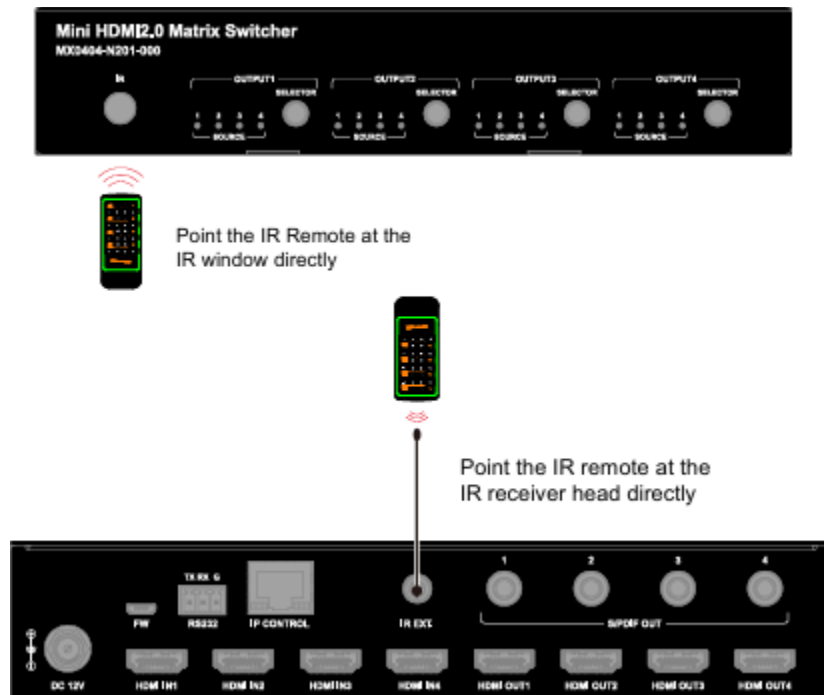 Mini HDMI2.0 Matrix Switcher
MX0404-N201-000
OUTPUT1
OUTPUT2
OUTPUT3
OUTPUT4
SELECTOR
SELECTOR
SELECTOR
SELECTOR
1 2 3 4
1 2 3 4
1 2 3 4
1 2 3 4
SOURCE
SOURCE
SOURCE
SOURCE
Point the IR Remote at the
IR window directly
Point the IR remote at the
IR receiver head directly
1 2 3 4
TX RX G
FW
RS232
IP CONTROL
IR EXT.
S/PDIF OUT
DC 12V
HDMI IN1
HDMI IN2
HDMI IN3
HDMI IN4
HDMI OUT1
HDMI OUT2
HDMI OUT3
HDMI OUT4